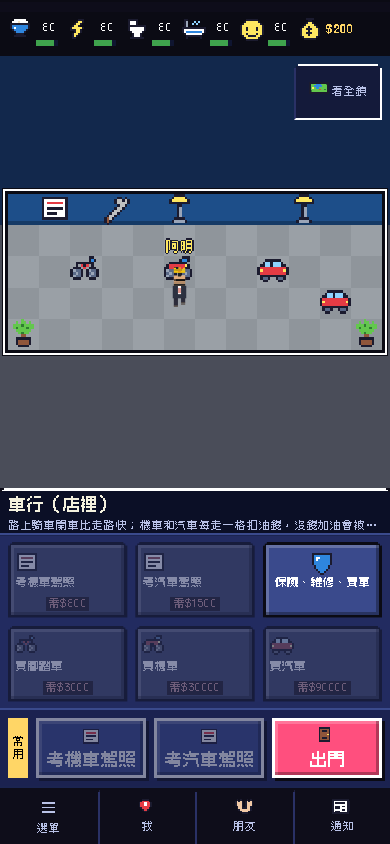 80 80 80 80 80 $200
看全鎮
阿明
車行（店裡）
路上騎車開車比走路快；機車和汽車每走一格扣油錢，沒錢加油會被…
考機車駕照 考汽車駕照 保險、維修、賣車
需$800 需$1500
買腳踏車 買機車 買汽車
需$3000 需$30000 需$90000
常用 考機車駕照 考汽車駕照 出門
選單 我 朋友 通知